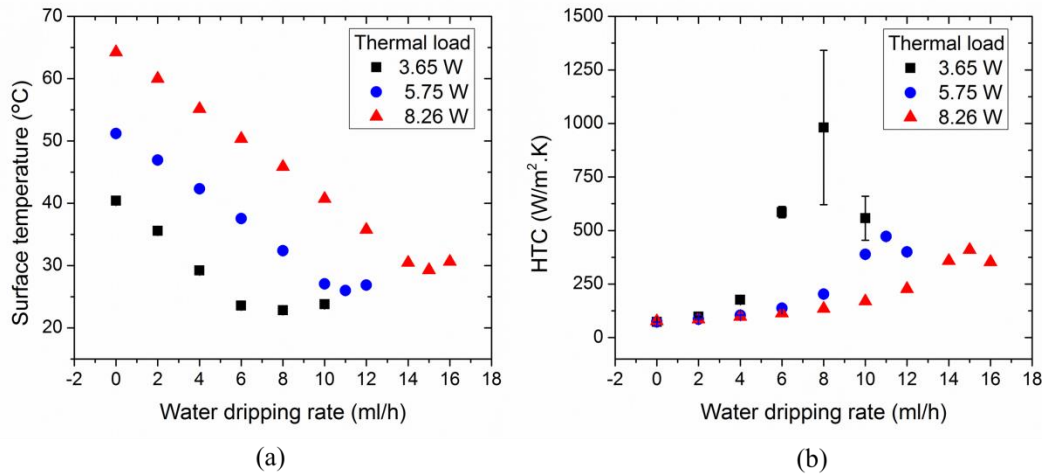 70
60
50
40
30
20
-2 0 2 4 6 8 10 12 14 16 18
Surface temperature (°C)
Water dripping rate (ml/h)
Thermal load
3.65 W
5.75 W
8.26 W
(a)
1500
1250
1000
750
500
250
0
-2 0 2 4 6 8 10 12 14 16 18
HTC (W/m².K)
Water dripping rate (ml/h)
Thermal load
3.65 W
5.75 W
8.26 W
(b)